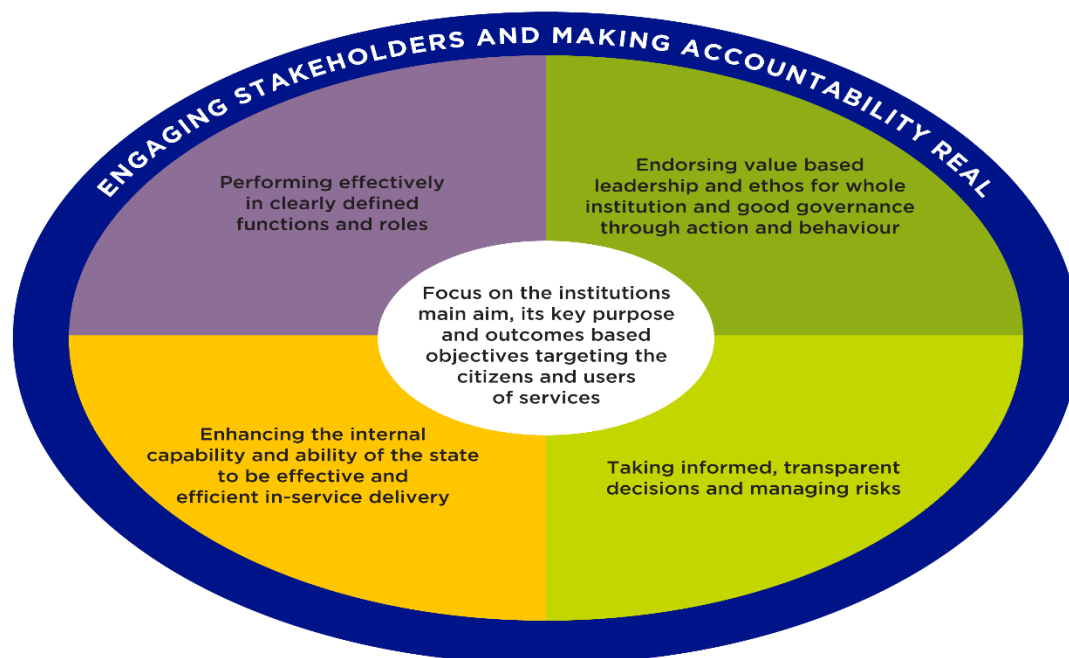 ENGAGING STAKEHOLDERS AND MAKING ACCOUNTABILITY REAL
Performing effectively
in clearly defined
functions and roles
Endorsing value based
leadership and ethos for whole
institution and good governance
through action and behaviour
Focus on the institutions
main aim, its key purpose
and outcomes based
objectives targeting the
citizens and users
of services
Enhancing the internal
capability and ability of the state
to be effective and
efficient in-service delivery
Taking informed, transparent
decisions and managing risks